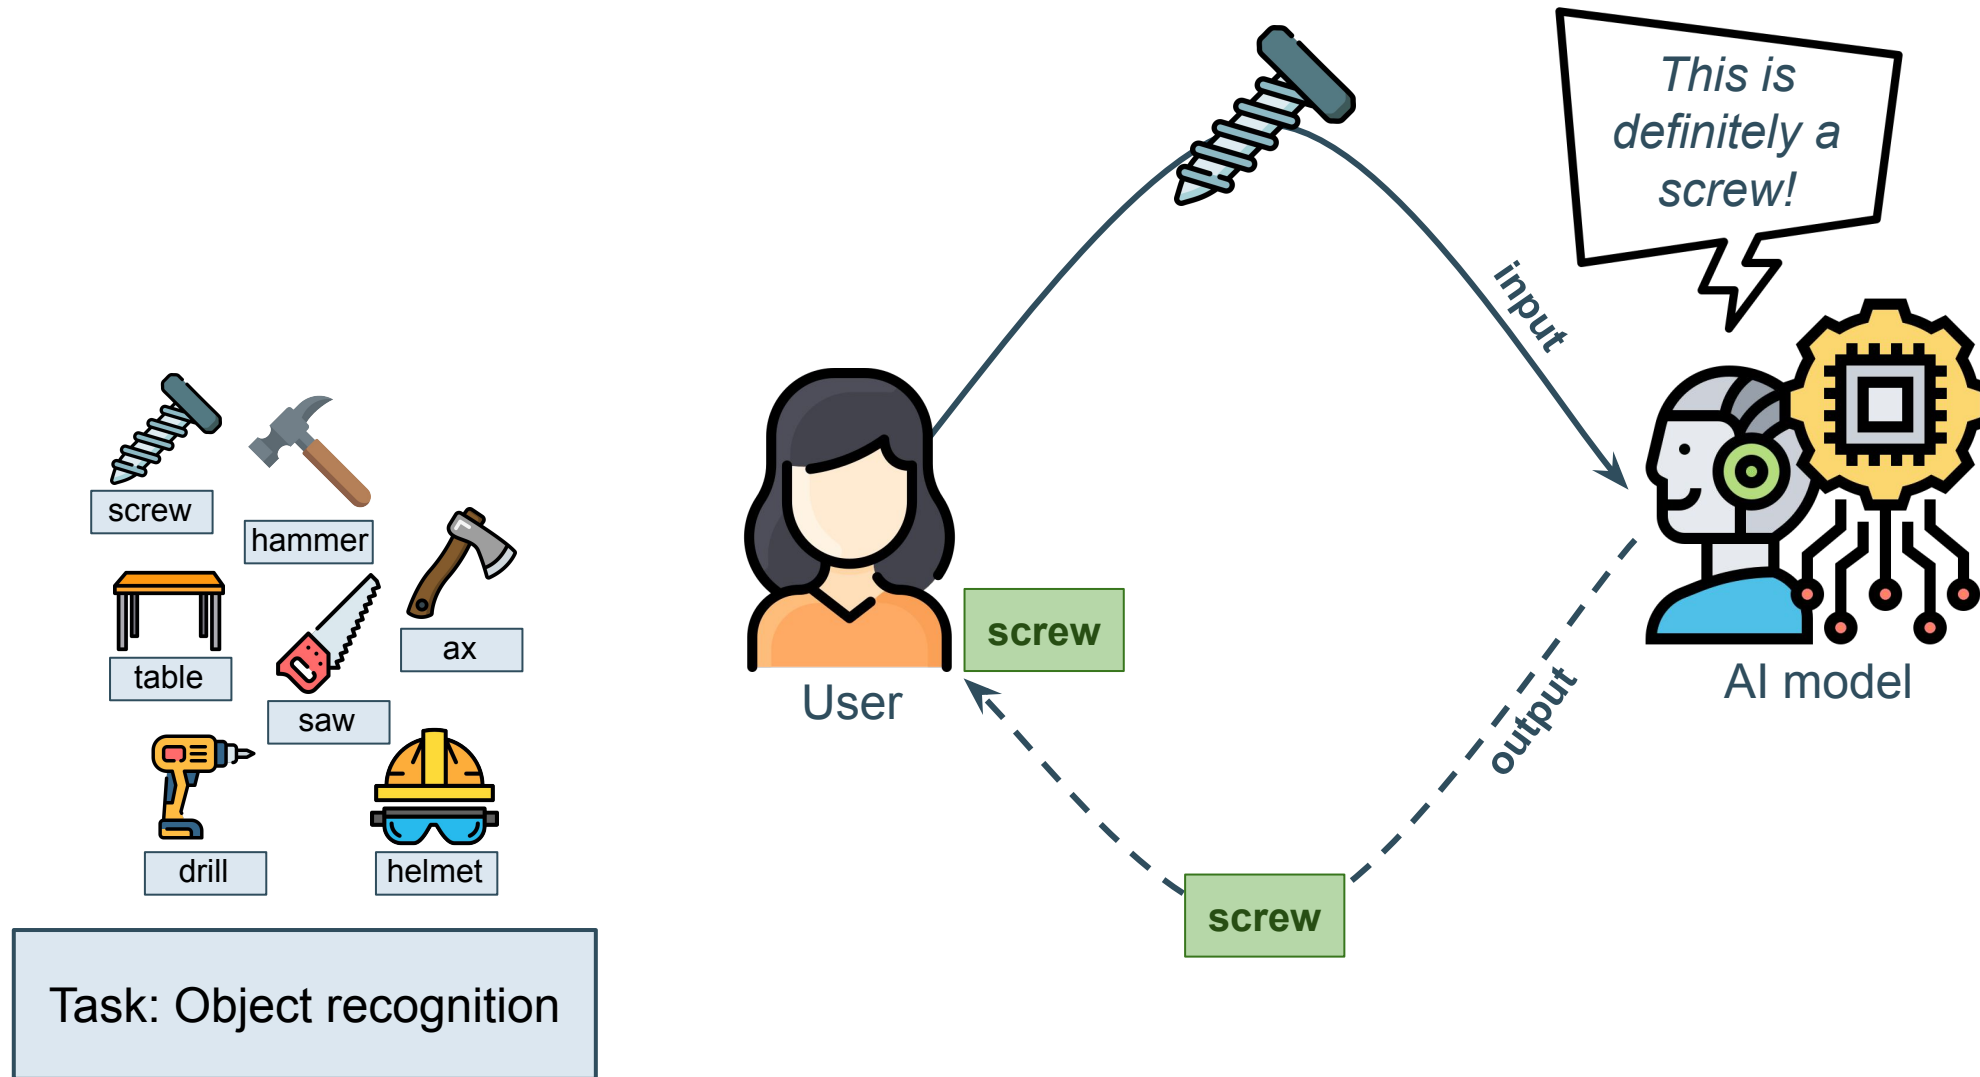 This is
definitely a
screw!
input
screw
hammer
ax
table
saw
drill
helmet
Task: Object recognition
screw
User
AI model
output
screw